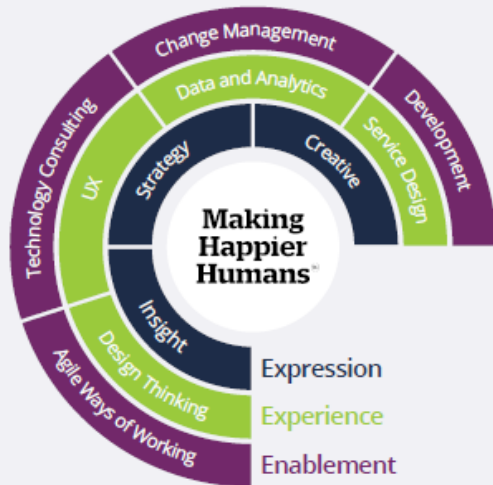 Change Management
Data and Analytics
Development
Technology Consulting
UX
Strategy
Creative
Service Design
Making
Happier
Humans
Insight
Design Thinking
Agile Ways of Working
Expression
Experience
Enablement